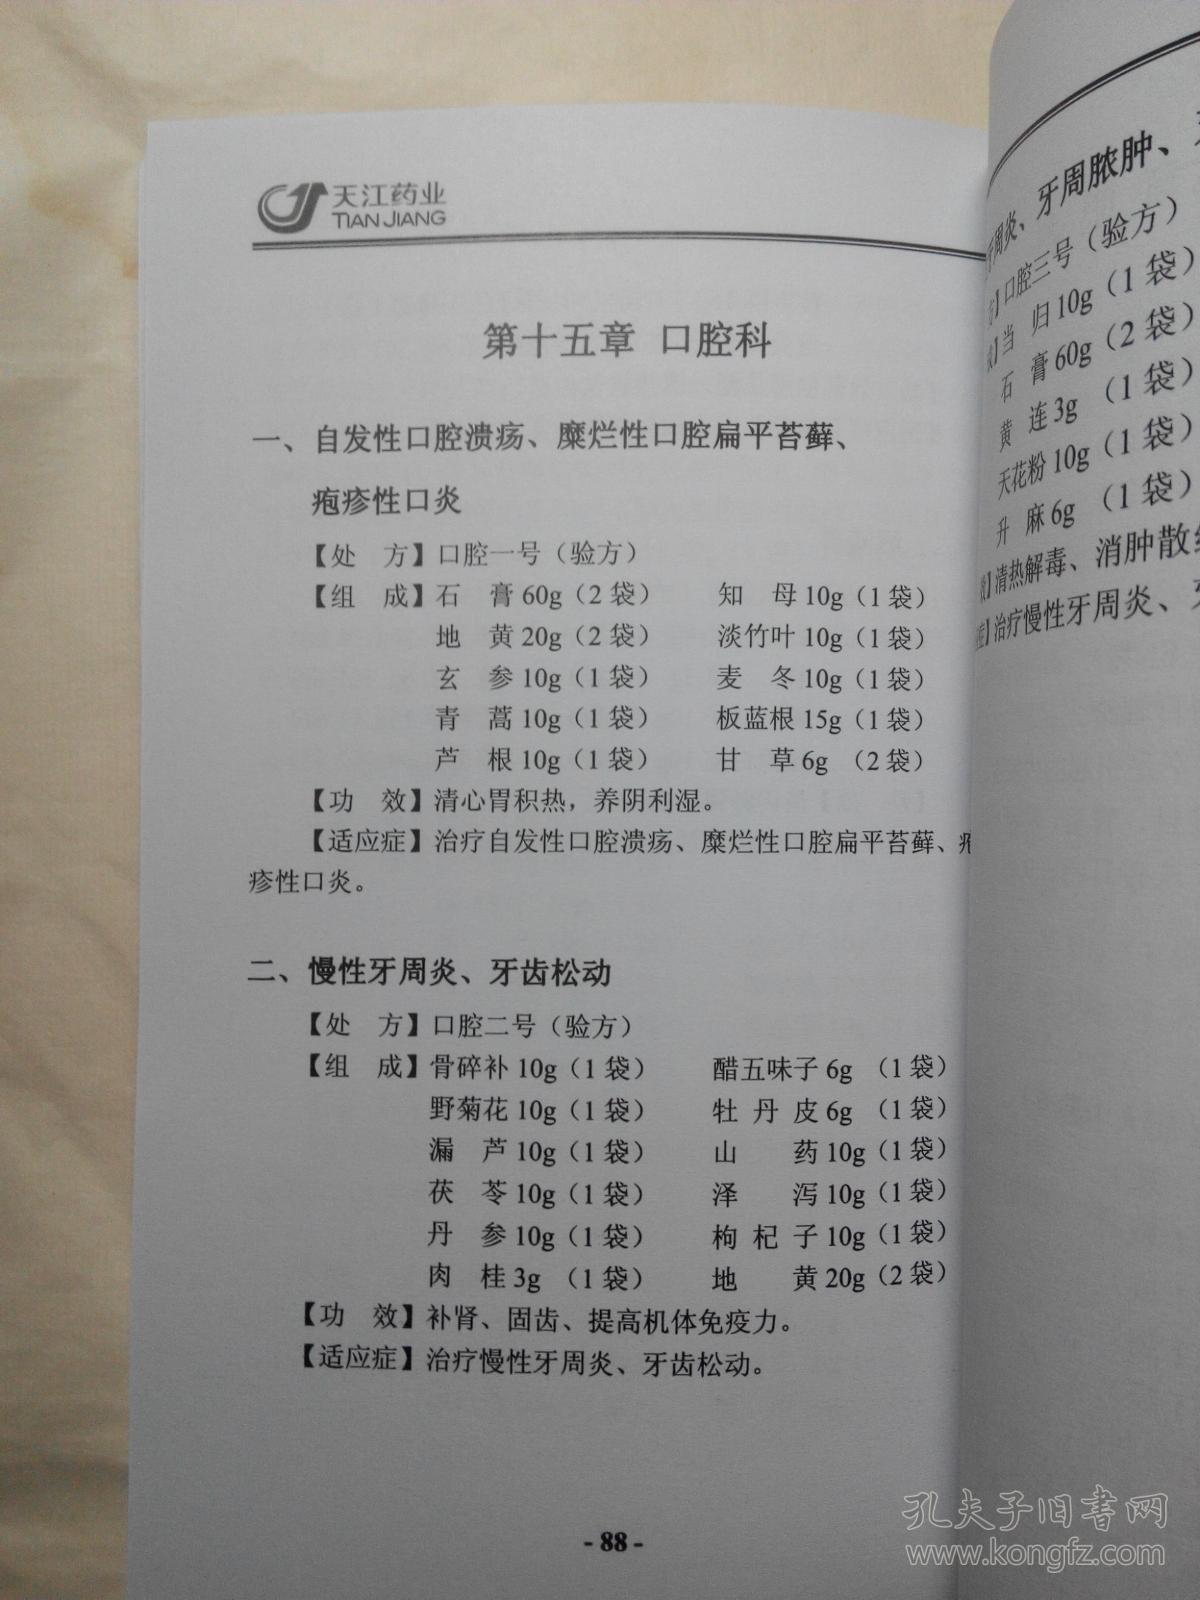 天江药业
TIAN JIANG
第十五章 口腔科
一、自发性口腔溃疡、糜烂性口腔扁平苔藓、
疱疹性口炎
【处 方】口腔一号（验方）
【组 成】石 膏 60g（2 袋） 知 母 10g（1 袋）
地 黄 20g（2 袋） 淡竹叶 10g（1 袋）
玄 参 10g（1 袋） 麦 冬 10g（1 袋）
青 蒿 10g（1 袋） 板蓝根 15g（1 袋）
芦 根 10g（1 袋） 甘 草 6g （2 袋）
【功 效】清心胃积热，养阴利湿。
【适应症】治疗自发性口腔溃疡、糜烂性口腔扁平苔藓、疱
疹性口炎。
二、慢性牙周炎、牙齿松动
【处 方】口腔二号（验方）
【组 成】骨碎补 10g（1 袋） 醋五味子 6g （1 袋）
野菊花 10g（1 袋） 牡 丹 皮 6g （1 袋）
漏 芦 10g（1 袋） 山 药 10g（1 袋）
茯 苓 10g（1 袋） 泽 泻 10g（1 袋）
丹 参 10g（1 袋） 枸 杞 子 10g（1 袋）
肉 桂 3g （1 袋） 地 黄 20g（2 袋）
【功 效】补肾、固齿、提高机体免疫力。
【适应症】治疗慢性牙周炎、牙齿松动。
- 88 -
牙周炎、牙周脓肿、
方】口腔三号（验方）
成】当 归 10g（1 袋）
石 膏 60g（2 袋）
黄 连 3g （1 袋）
天花粉 10g（1 袋）
升 麻 6g （1 袋）
效】清热解毒、消肿散
症】治疗慢性牙周炎、
孔夫子旧书网
www.kongfz.com